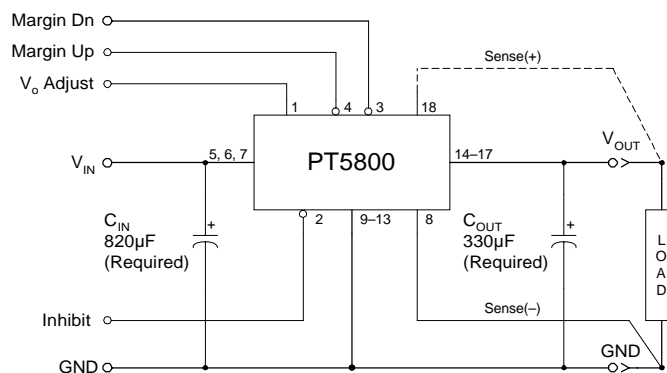 Margin Dn
Margin Up
Vo Adjust
Sense(+)
1
4
3
18
VIN
5, 6, 7
PT5800
14–17
VOUT
2
9–13
8
CIN
820µF
(Required)
+
COUT
330µF
(Required)
+
LOAD
Inhibit
Sense(–)
GND
GND